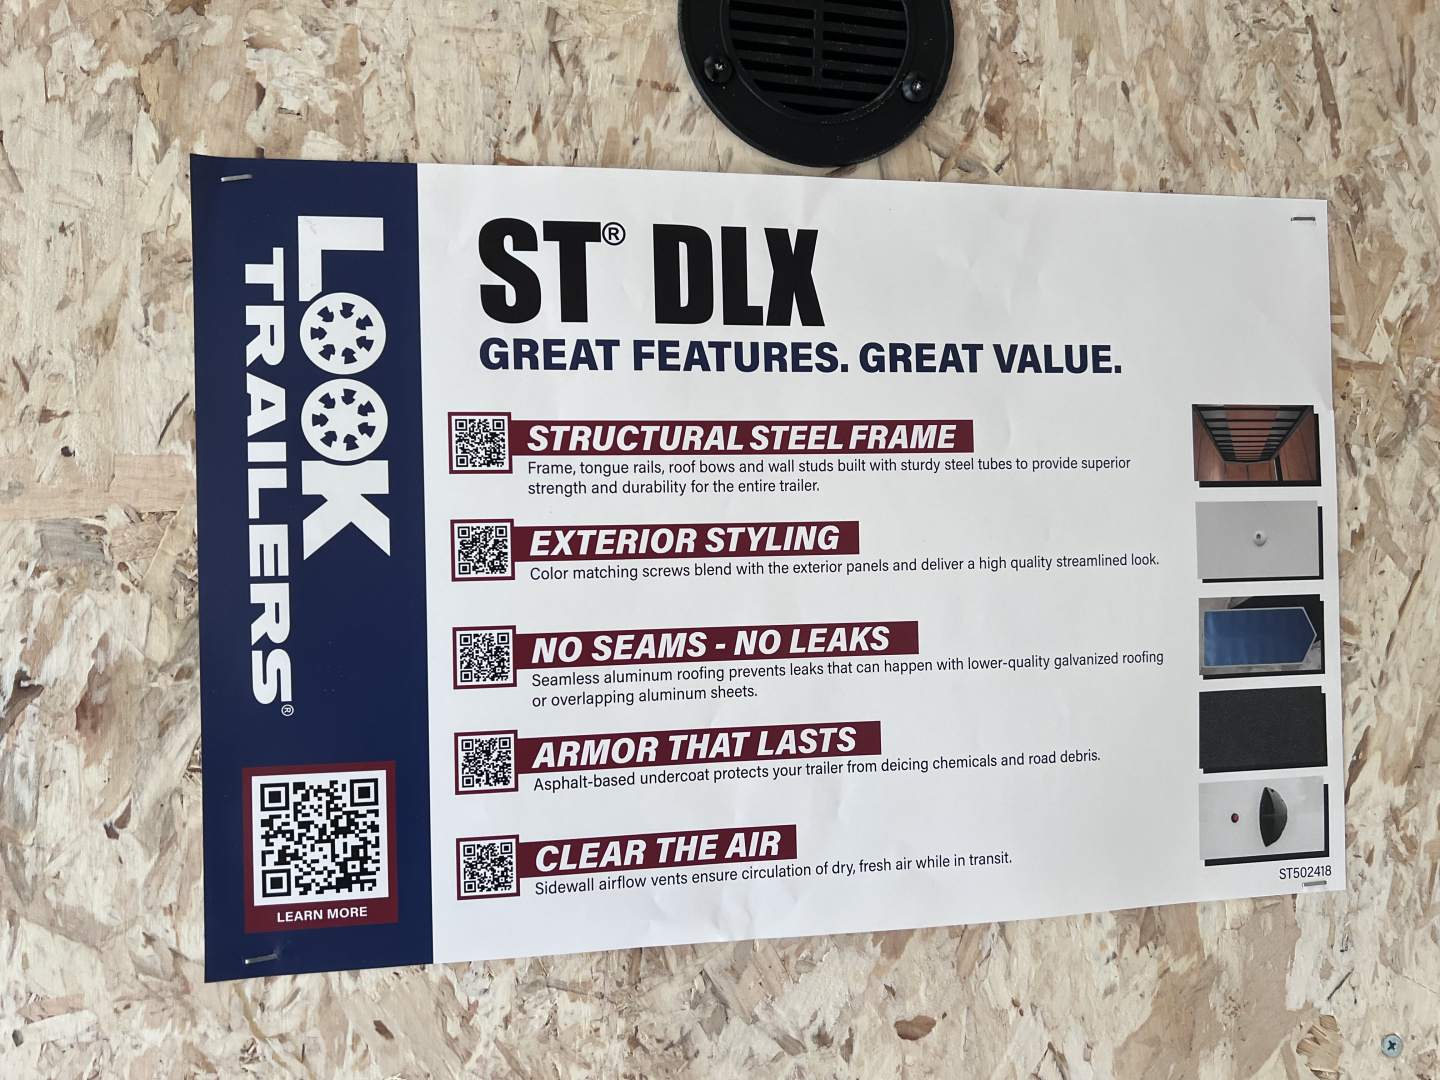 LOOK
TRAILERS®
LEARN MORE
ST® DLX
GREAT FEATURES. GREAT VALUE.
STRUCTURAL STEEL FRAME
Frame, tongue rails, roof bows and wall studs built with sturdy steel tubes to provide superior
strength and durability for the entire trailer.
EXTERIOR STYLING
Color matching screws blend with the exterior panels and deliver a high quality streamlined look.
NO SEAMS - NO LEAKS
Seamless aluminum roofing prevents leaks that can happen with lower-quality galvanized roofing
or overlapping aluminum sheets.
ARMOR THAT LASTS
Asphalt-based undercoat protects your trailer from deicing chemicals and road debris.
CLEAR THE AIR
Sidewall airflow vents ensure circulation of dry, fresh air while in transit.
ST502418